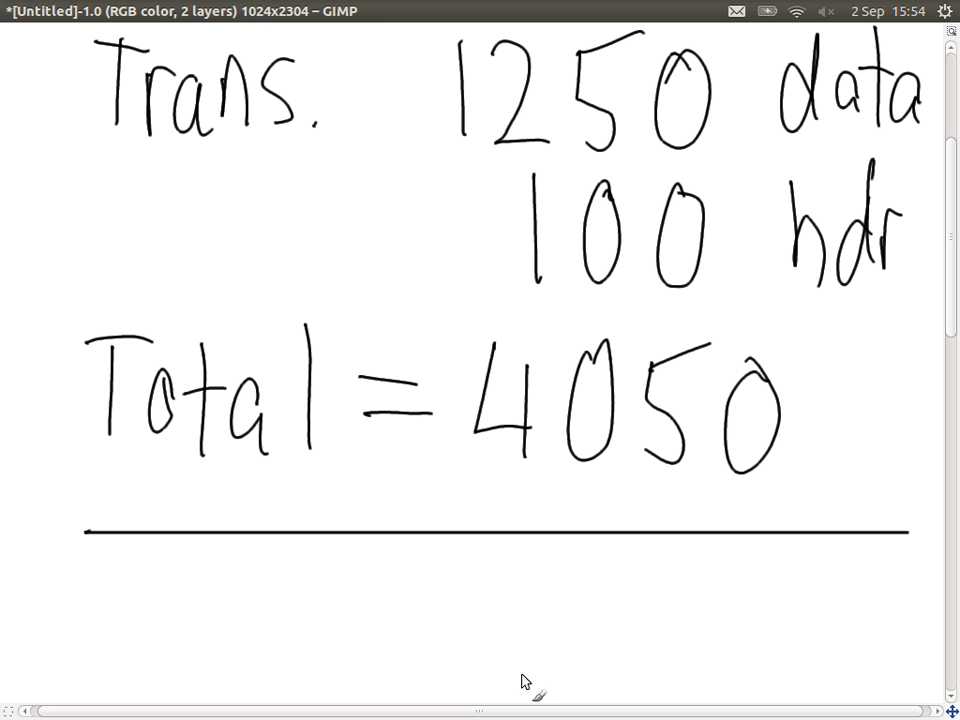 *[Untitled]-1.0 (RGB color, 2 layers) 1024x2304 – GIMP 2 Sep 15:54
Trans. 1250 data
100 hdr
Total = 4050